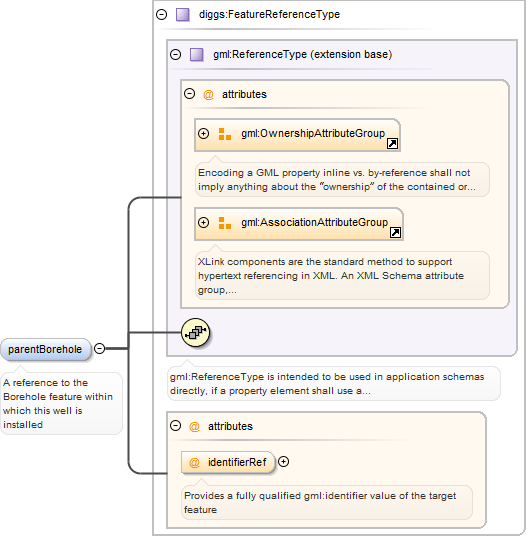 diggs:FeatureReferenceType
gml:ReferenceType (extension base)
@ attributes
gml:OwnershipAttributeGroup
Encoding a GML property inline vs. by-reference shall not
imply anything about the "ownership" of the contained or...
gml:AssociationAttributeGroup
XLink components are the standard method to support
hypertext referencing in XML. An XML Schema attribute
group,...
parentBorehole
A reference to the
Borehole feature within
which this well is
installed
gml:ReferenceType is intended to be used in application schemas
directly, if a property element shall use a...
@ attributes
@ identifierRef
Provides a fully qualified gml:identifier value of the target
feature